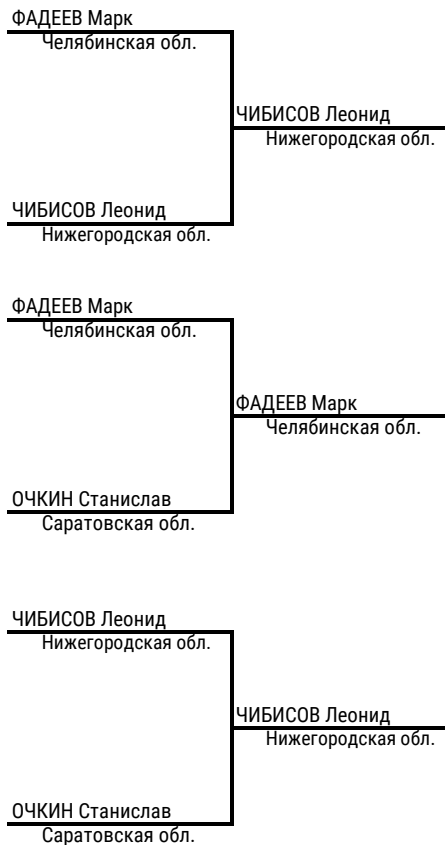 ФАДЕЕВ Марк
Челябинская обл.
ЧИБИСОВ Леонид
Нижегородская обл.
ЧИБИСОВ Леонид
Нижегородская обл.
ФАДЕЕВ Марк
Челябинская обл.
ФАДЕЕВ Марк
Челябинская обл.
ОЧКИН Станислав
Саратовская обл.
ЧИБИСОВ Леонид
Нижегородская обл.
ЧИБИСОВ Леонид
Нижегородская обл.
ОЧКИН Станислав
Саратовская обл.